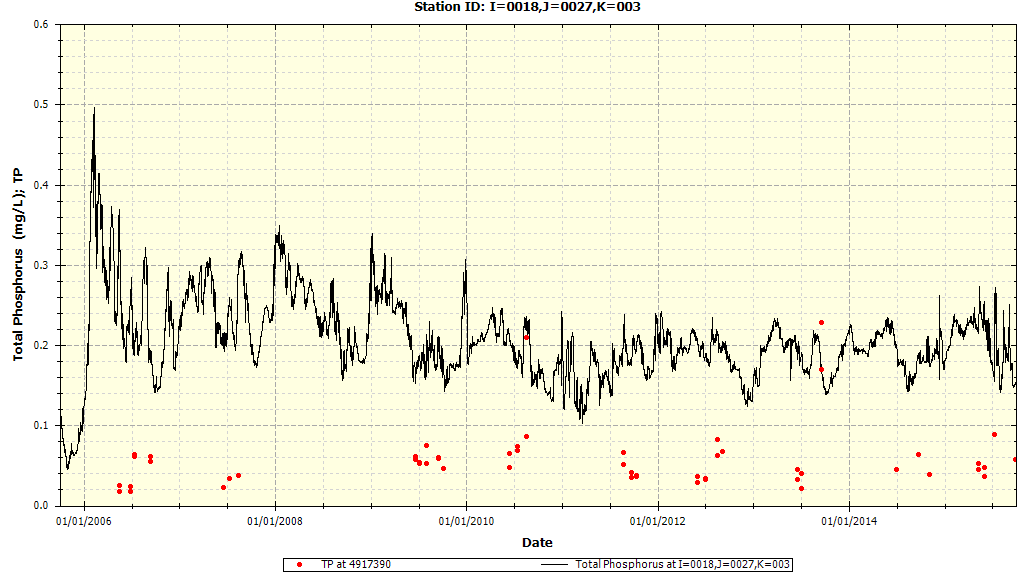 Station ID: I=0018,J=0027,K=003
Total Phosphorus (mg/L); TP
0.6
0.5
0.4
0.3
0.2
0.1
0.0
01/01/2006 01/01/2008 01/01/2010 01/01/2012 01/01/2014
Date
TP at 4917390 Total Phosphorus at I=0018,J=0027,K=003